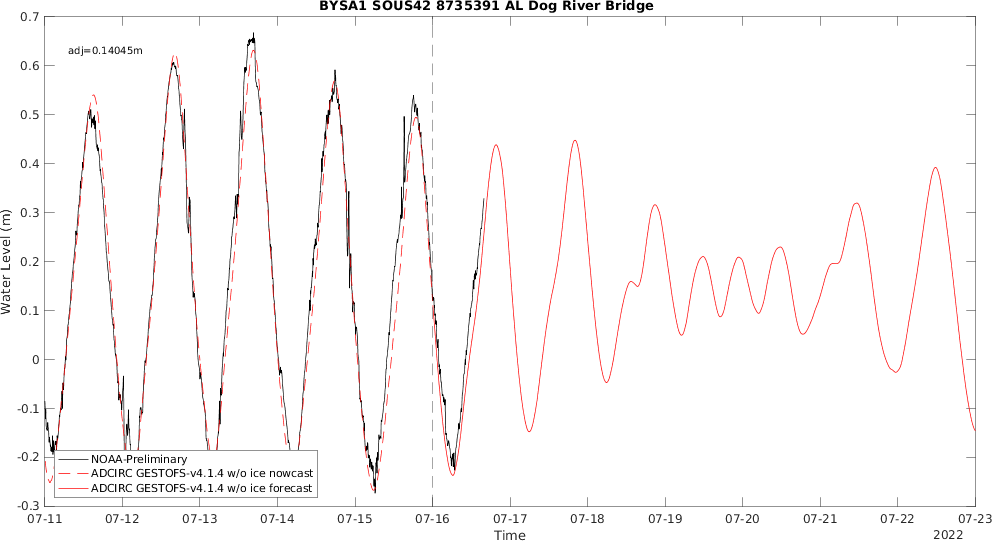 BYSA1 SOUS42 8735391 AL Dog River Bridge
adj=0.14045m
0.7
0.6
0.5
0.4
0.3
0.2
0.1
0
-0.1
-0.2
-0.3
Water Level (m)
NOAA-Preliminary
ADCIRC GESTOFS-v4.1.4 w/o ice nowcast
ADCIRC GESTOFS-v4.1.4 w/o ice forecast
07-11 07-12 07-13 07-14 07-15 07-16 07-17 07-18 07-19 07-20 07-21 07-22 07-23
Time
2022